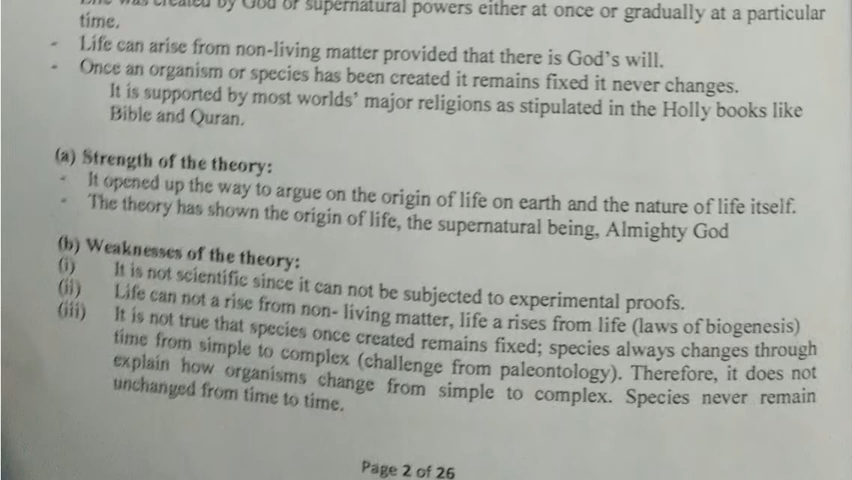 Life was created by God or supernatural powers either at once or gradually at a particular
time.
- Life can arise from non-living matter provided that there is God's will.
- Once an organism or species has been created it remains fixed it never changes.
It is supported by most worlds' major religions as stipulated in the Holly books like
Bible and Quran.
(a) Strength of the theory:
- It opened up the way to argue on the origin of life on earth and the nature of life itself.
- The theory has shown the origin of life, the supernatural being, Almighty God
(b) Weaknesses of the theory:
(i) It is not scientific since it can not be subjected to experimental proofs.
(ii) Life can not a rise from non- living matter, life a rises from life (laws of biogenesis)
(iii) It is not true that species once created remains fixed; species always changes through
time from simple to complex (challenge from paleontology). Therefore, it does not
explain how organisms change from simple to complex. Species never remain
unchanged from time to time.
Page 2 of 26